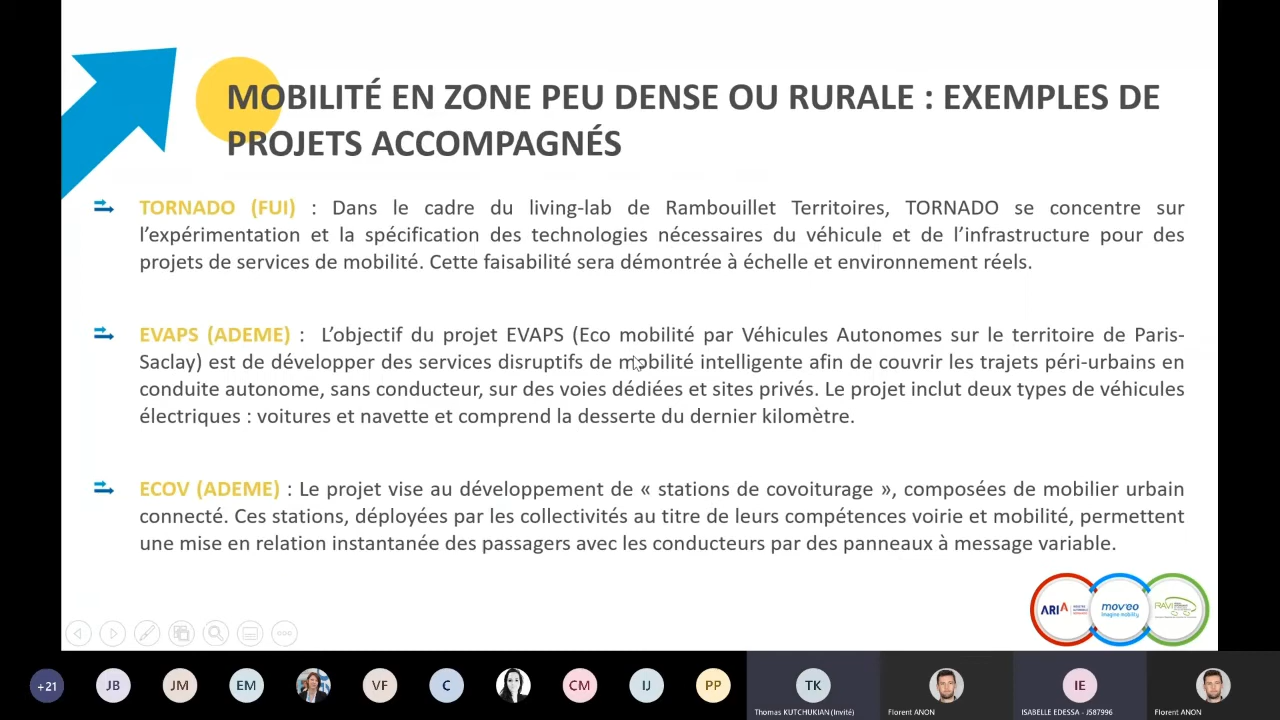 MOBILITÉ EN ZONE PEU DENSE OU RURALE : EXEMPLES DE
PROJETS ACCOMPAGNÉS
TORNADO (FUI) : Dans le cadre du living-lab de Rambouillet Territoires, TORNADO se concentre sur
l'expérimentation et la spécification des technologies nécessaires du véhicule et de l'infrastructure pour des
projets de services de mobilité. Cette faisabilité sera démontrée à échelle et environnement réels.
EVAPS (ADEME) : L'objectif du projet EVAPS (Eco mobilité par Véhicules Autonomes sur le territoire de Paris-
Saclay) est de développer des services disruptifs de mobilité intelligente afin de couvrir les trajets péri-urbains en
conduite autonome, sans conducteur, sur des voies dédiées et sites privés. Le projet inclut deux types de véhicules
électriques : voitures et navette et comprend la desserte du dernier kilomètre.
ECOV (ADEME) : Le projet vise au développement de « stations de covoiturage », composées de mobilier urbain
connecté. Ces stations, déployées par les collectivités au titre de leurs compétences voirie et mobilité, permettent
une mise en relation instantanée des passagers avec les conducteurs par des panneaux à message variable.
ARIA
mov'eo
imagine mobility
RAVI
+21
JB
JM
EM
VF
C
CM
IJ
PP
TK
IE
Thomas KUTCHUKIAN (Invité)
Florent ANON
ISABELLE EDESSA - JS87996
Florent ANON